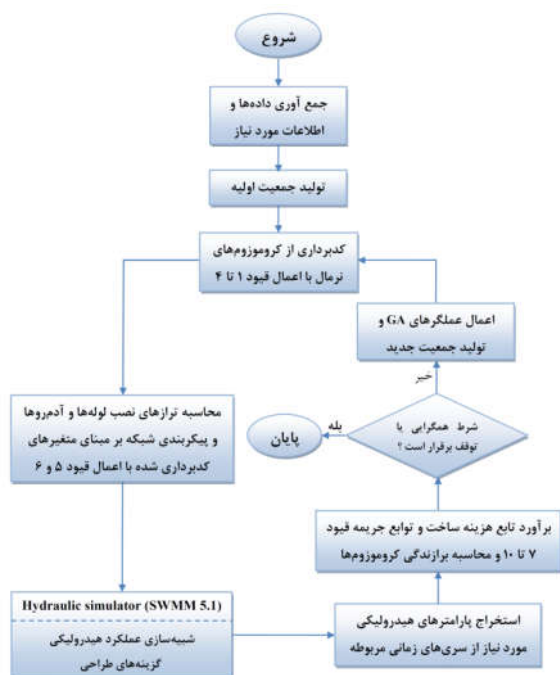 شروع
جمع آوری داده‌ها و
اطلاعات مورد نیاز
تولید جمعیت اولیه
کدبرداری از کروموزوم‌های
نرمال با اعمال قیود ۱ تا ۴
اعمال عملگرهای GA و
تولید جمعیت جدید
خیر
محاسبه ترازهای نصب لوله‌ها و آدم‌روها
و پیکربندی شبکه بر مبنای متغیرهای
کدبرداری شده با اعمال قیود ۵ و ۶
شرط همگرایی یا
توقف برقرار است؟
بله
پایان
برآورد تابع هزینه ساخت و توابع جریمه قیود
۷ تا ۱۰ و محاسبه برازندگی کروموزوم‌ها
Hydraulic simulator (SWMM 5.1)
شبیه‌سازی عملکرد هیدرولیکی
گزینه‌های طراحی
استخراج پارامترهای هیدرولیکی
مورد نیاز از سری‌های زمانی مربوطه